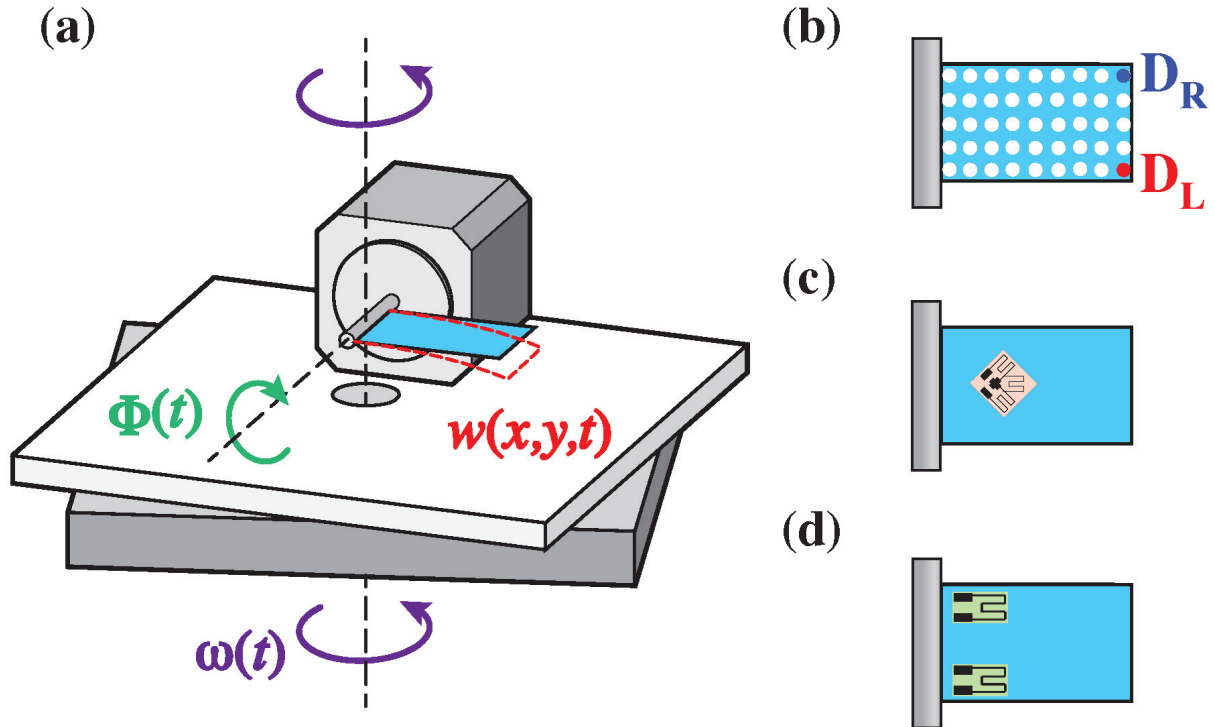 (a)
Φ(t)
w(x,y,t)
ω(t)
(b)
D_R
D_L
(c)
(d)